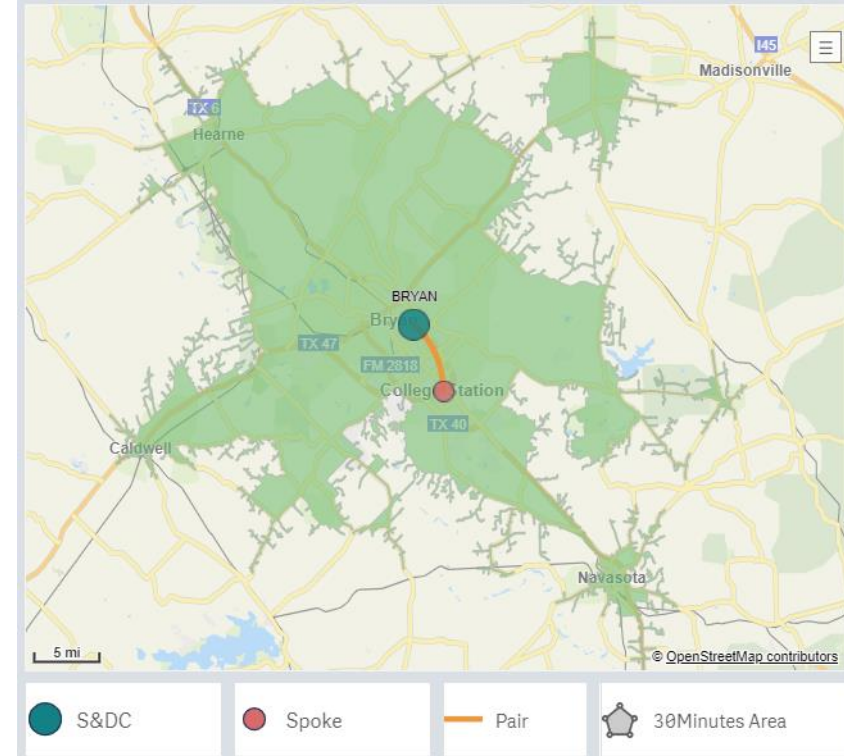 I45
Madisonville
TX 6
Hearne
BRYAN
Bryan
TX 47
FM 2818
College Station
TX 40
Caldwell
Navasota
5 mi
© OpenStreetMap contributors
S&DC
Spoke
Pair
30Minutes Area